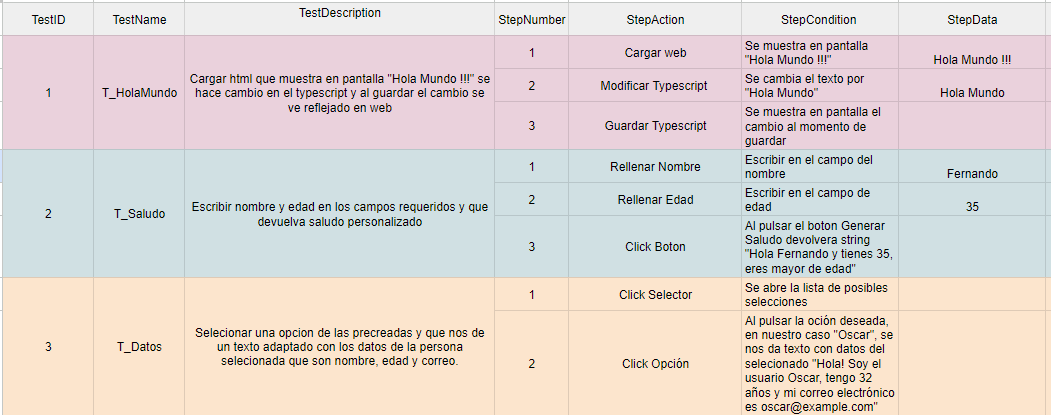 TestID TestName TestDescription StepNumber StepAction StepCondition StepData
1 T_HolaMundo
Cargar html que muestra en pantalla "Hola Mundo !!!" se
hace cambio en el typescript y al guardar el cambio se
ve reflejado en web
1 Cargar web
Se muestra en pantalla
"Hola Mundo !!!"
Hola Mundo !!!
2 Modificar Typescript
Se cambia el texto por
"Hola Mundo"
Hola Mundo
3 Guardar Typescript
Se muestra en pantalla el
cambio al momento de
guardar
2 T_Saludo
Escribir nombre y edad en los campos requeridos y que
devuelva saludo personalizado
1 Rellenar Nombre
Escribir en el campo del
nombre
Fernando
2 Rellenar Edad
Escribir en el campo de
edad
35
3 Click Boton
Al pulsar el boton Generar
Saludo devolvera string
"Hola Fernando y tienes 35,
eres mayor de edad"
3 T_Datos
Selecionar una opcion de las precreadas y que nos de
un texto adaptado con los datos de la persona
selecionada que son nombre, edad y correo.
1 Click Selector
Se abre la lista de posibles
selecciones
2 Click Opción
Al pulsar la oción deseada,
en nuestro caso "Oscar", se
nos da texto con datos del
selecionado "Hola! Soy el
usuario Oscar, tengo 32
años y mi correo electrónico
es oscar@example.com"